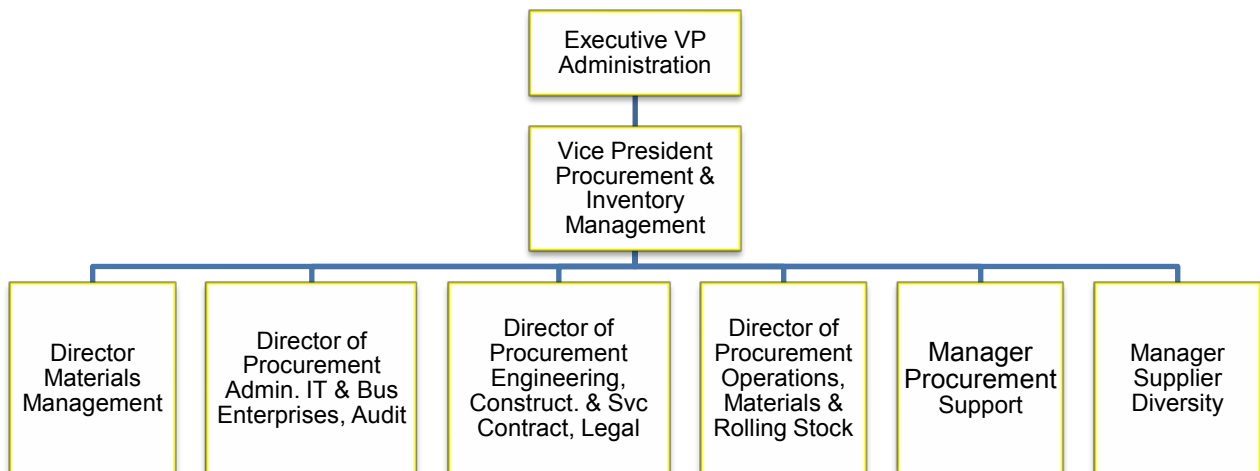 Executive VP
Administration
Vice President
Procurement &
Inventory
Management
Director
Materials
Management
Director of
Procurement
Admin. IT & Bus
Enterprises, Audit
Director of
Procurement
Engineering,
Construct. & Svc
Contract, Legal
Director of
Procurement
Operations,
Materials &
Rolling Stock
Manager
Procurement
Support
Manager
Supplier
Diversity